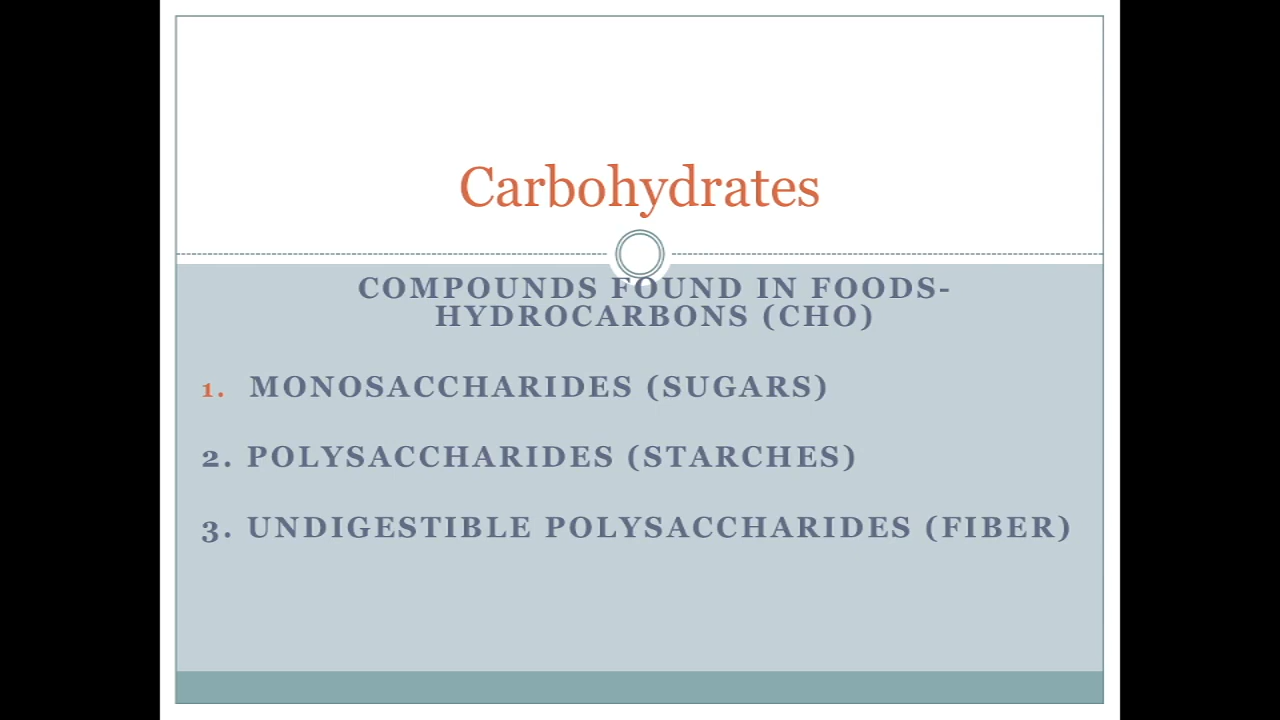 Carbohydrates
COMPOUNDS FOUND IN FOODS-
HYDROCARBONS (CHO)
1. MONOSACCHARIDES (SUGARS)
2. POLYSACCHARIDES (STARCHES)
3. UNDIGESTIBLE POLYSACCHARIDES (FIBER)